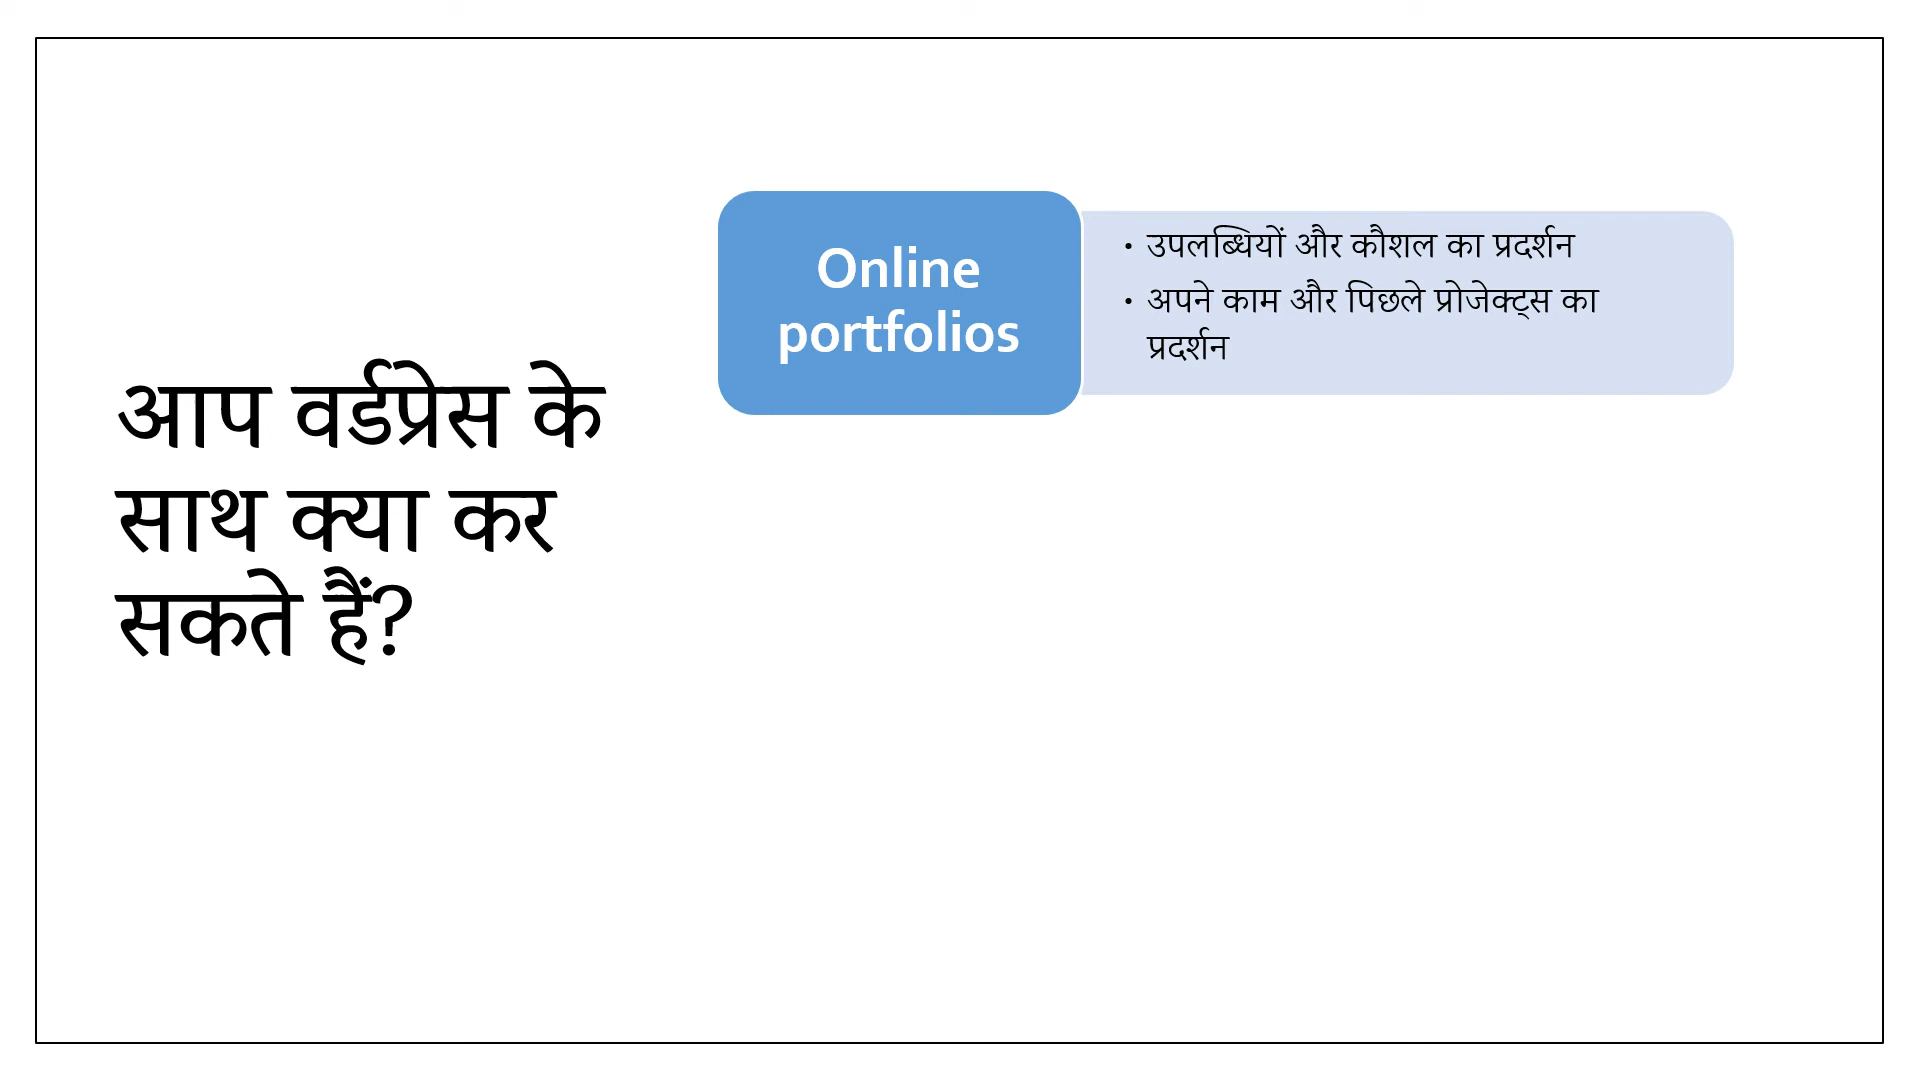 आप वर्डप्रेस के
साथ क्या कर
सकते हैं?
Online
portfolios
• उपलब्धियों और कौशल का प्रदर्शन
• अपने काम और पिछले प्रोजेक्ट्स का
प्रदर्शन